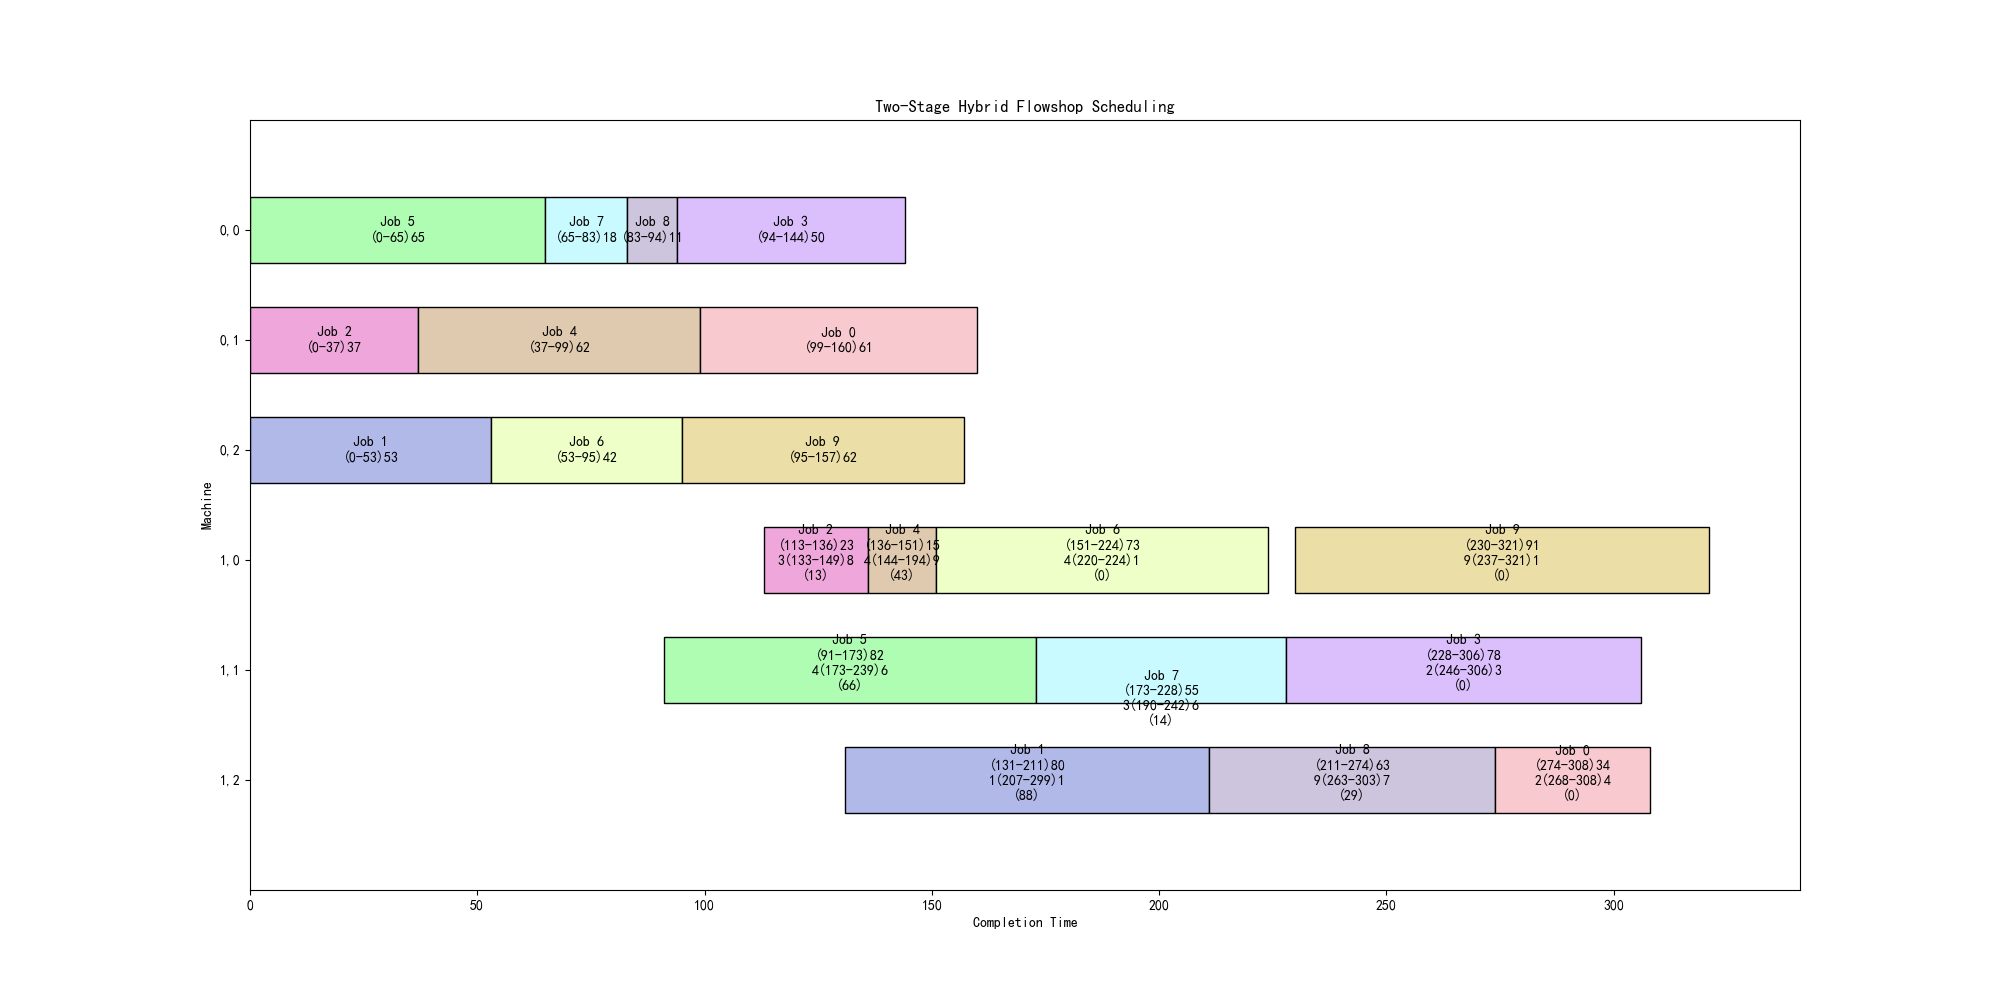 Two-Stage Hybrid Flowshop Scheduling
0,0
Job 5
(0-65)65
Job 7
(65-83)18
Job 8
(83-94)11
Job 3
(94-144)50
0,1
Job 2
(0-37)37
Job 4
(37-99)62
Job 0
(99-160)61
0,2
Job 1
(0-53)53
Job 6
(53-95)42
Job 9
(95-157)62
Machine
1,0
Job 2
(113-136)23
3(133-149)8
(13)
Job 4
(136-151)15
4(144-194)9
(43)
Job 6
(151-224)73
4(220-224)1
(0)
Job 9
(230-321)91
9(237-321)1
(0)
1,1
Job 5
(91-173)82
4(173-239)6
(66)
Job 7
(173-228)55
3(190-242)6
(14)
Job 3
(228-306)78
2(246-306)3
(0)
1,2
Job 1
(131-211)80
1(207-299)1
(88)
Job 8
(211-274)63
9(263-303)7
(29)
Job 0
(274-308)34
2(268-308)4
(0)
0
50
100
150
200
250
300
Completion Time